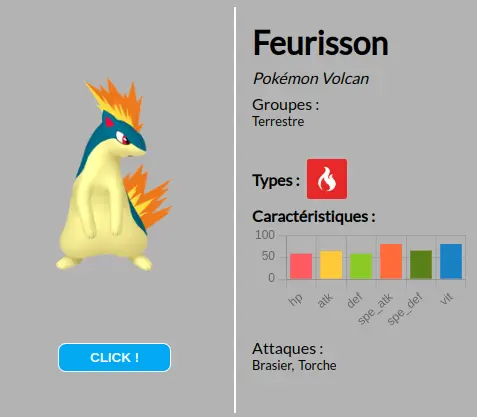 Feurisson
Pokémon Volcan
Groupes :
Terrestre
Types :
Caractéristiques :
100
50
0
hp
atk
def
spe_atk
spe_def
vit
CLICK !
Attaques :
Brasier, Torche